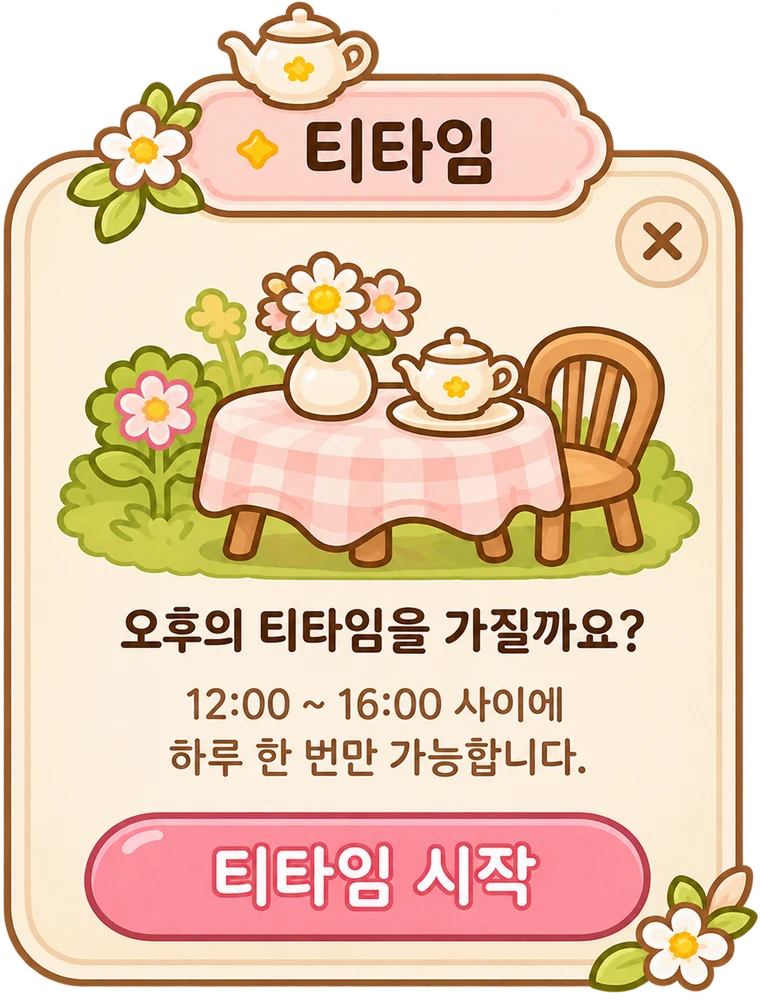 티타임
오후의 티타임을 가질까요?
12:00 ~ 16:00 사이에
하루 한 번만 가능합니다.
티타임 시작